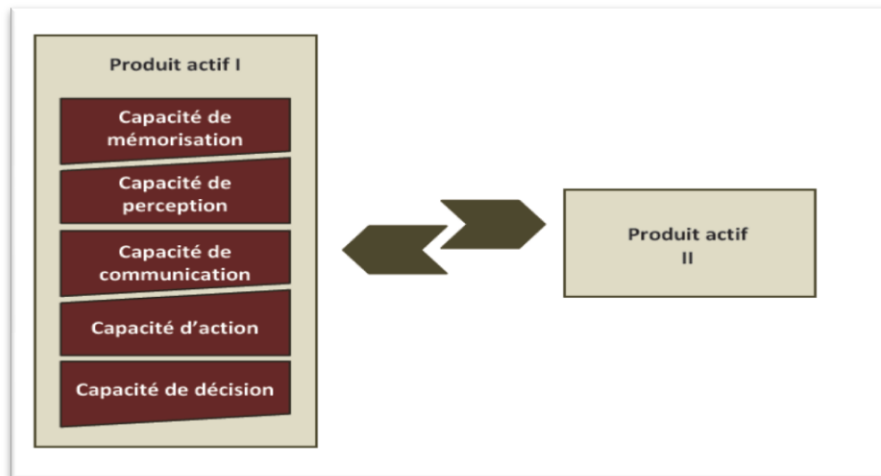 Produit actif I
Capacité de
mémorisation
Capacité de
perception
Capacité de
communication
Capacité d’action
Capacité de décision
Produit actif
II